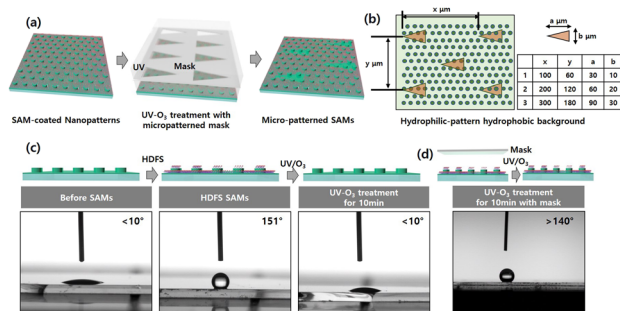 (a)
UV
Mask
SAM-coated Nanopatterns
UV-O₃ treatment with
micropatterned mask
Micro-patterned SAMs
(b)
x μm
y μm
a μm
b μm
x y a b
1 100 60 30 10
2 200 120 60 20
3 300 180 90 30
Hydrophilic-pattern hydrophobic background
(c)
HDFS
UV/O₃
Before SAMs
HDFS SAMs
UV-O₃ treatment
for 10min
<10°
151°
<10°
(d)
Mask
UV/O₃
UV-O₃ treatment
for 10min with mask
>140°